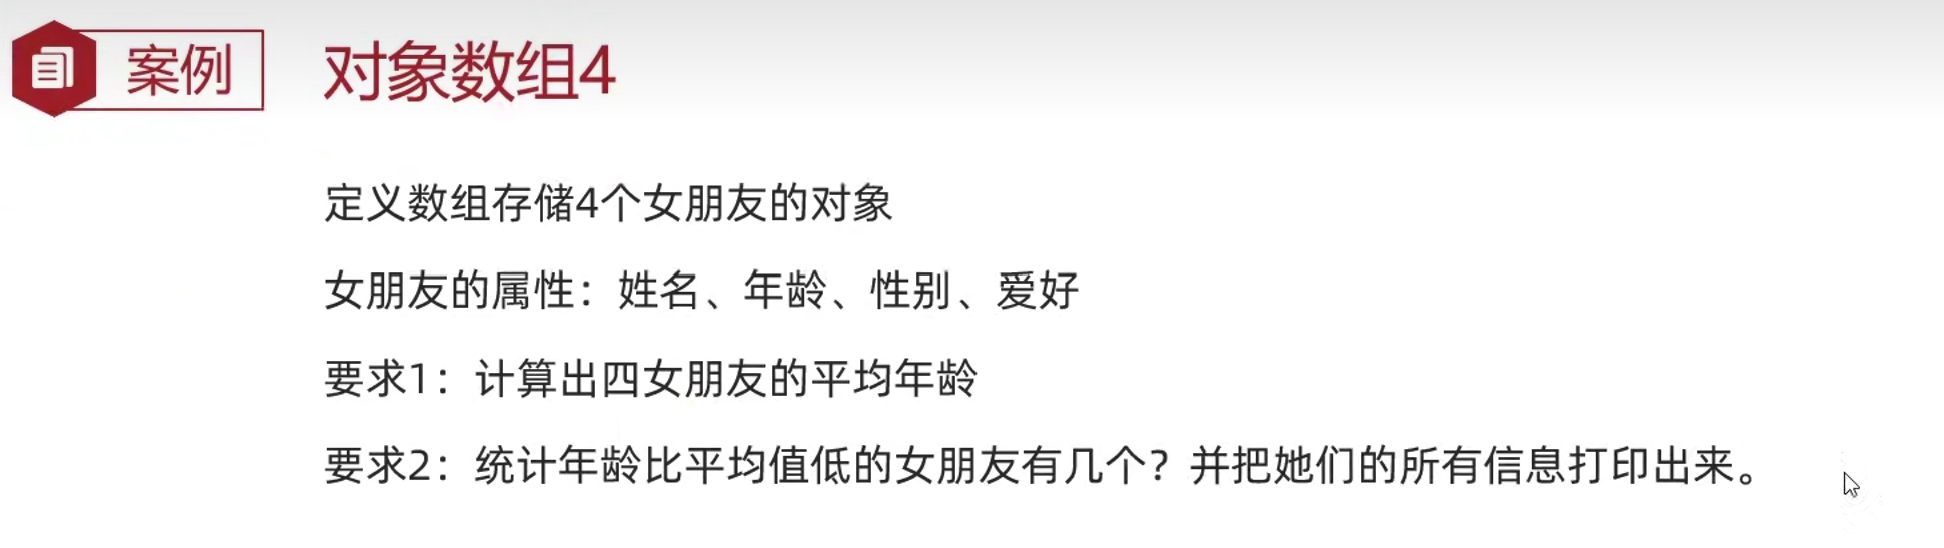 案例
对象数组4
定义数组存储4个女朋友的对象
女朋友的属性：姓名、年龄、性别、爱好
要求1：计算出四女朋友的平均年龄
要求2：统计年龄比平均值低的女朋友有几个？并把她们的所有信息打印出来。